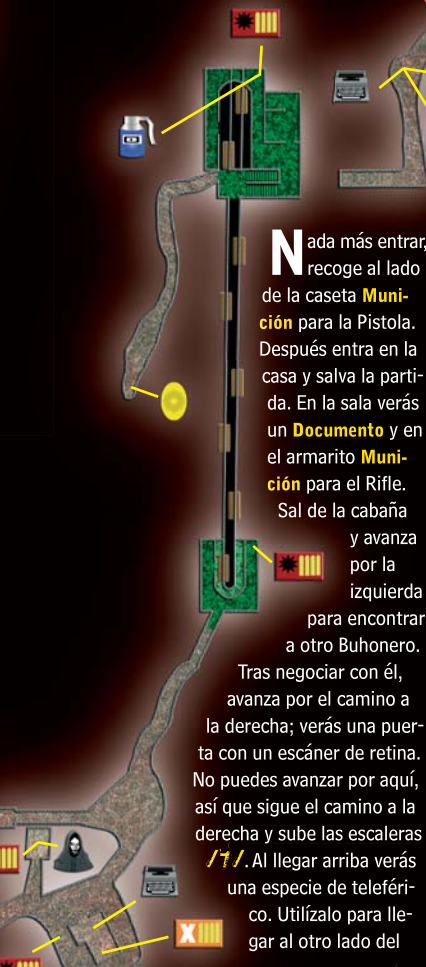 Nada más entrar,
recoge al lado
de la caseta Muni-
ción para la Pistola.
Después entra en la
casa y salva la parti-
da. En la sala verás
un Documento y en
el armarito Muni-
ción para el Rifle.
Sal de la cabaña
y avanza
por la
izquierda
para encontrar
a otro Buhonero.
Tras negociar con él,
avanza por el camino a
la derecha; verás una puer-
ta con un escáner de retina.
No puedes avanzar por aquí,
así que sigue el camino a la
derecha y sube las escaleras
/1/. Al llegar arriba verás
una especie de teleféri-
co. Utilízalo para lle-
gar al otro lado del
X